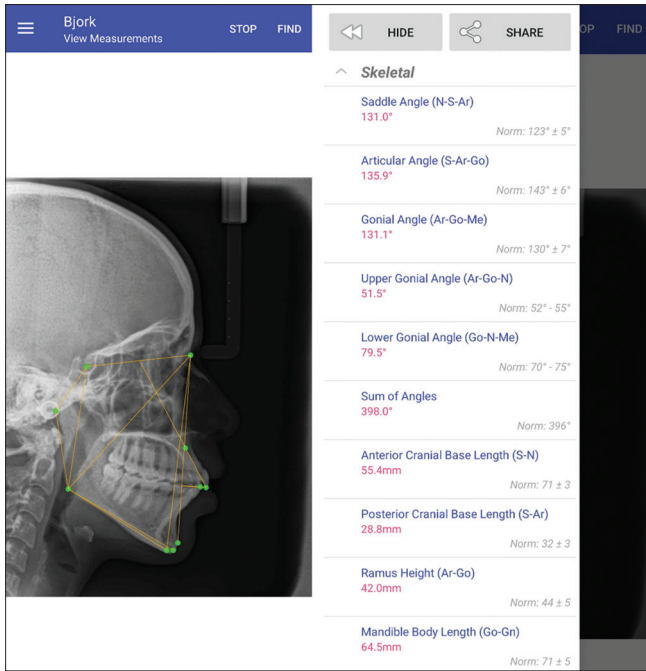 Bjork
View Measurements
STOP FIND
HIDE
SHARE
OP FIND
Skeletal
Saddle Angle (N-S-Ar)
131.0°
Norm: 123° ± 5°
Articular Angle (S-Ar-Go)
135.9°
Norm: 143° ± 6°
Gonial Angle (Ar-Go-Me)
131.1°
Norm: 130° ± 7°
Upper Gonial Angle (Ar-Go-N)
51.5°
Norm: 52° - 55°
Lower Gonial Angle (Go-N-Me)
79.5°
Norm: 70° - 75°
Sum of Angles
398.0°
Norm: 396°
Anterior Cranial Base Length (S-N)
55.4mm
Norm: 71 ± 3
Posterior Cranial Base Length (S-Ar)
28.8mm
Norm: 32 ± 3
Ramus Height (Ar-Go)
42.0mm
Norm: 44 ± 5
Mandible Body Length (Go-Gn)
64.5mm
Norm: 71 ± 5